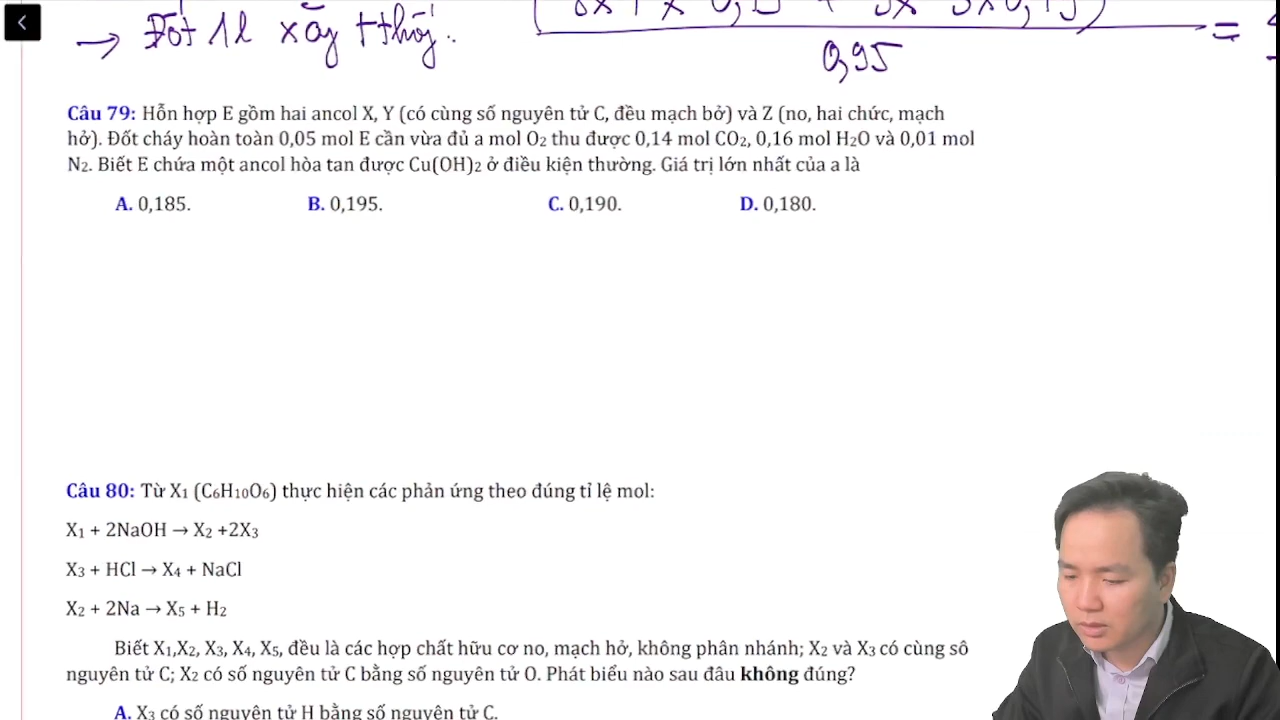 → Đốt 1l xảy + thấy:
0,95
=
Câu 79: Hỗn hợp E gồm hai ancol X, Y (có cùng số nguyên tử C, đều mạch bở) và Z (no, hai chức, mạch
hở). Đốt cháy hoàn toàn 0,05 mol E cần vừa đủ a mol O₂ thu được 0,14 mol CO₂, 0,16 mol H₂O và 0,01 mol
N₂. Biết E chứa một ancol hòa tan được Cu(OH)₂ ở điều kiện thường. Giá trị lớn nhất của a là
A. 0,185. B. 0,195. C. 0,190. D. 0,180.
Câu 80: Từ X₁ (C₆H₁₀O₆) thực hiện các phản ứng theo đúng tỉ lệ mol:
X₁ + 2NaOH → X₂ +2X₃
X₃ + HCl → X₄ + NaCl
X₂ + 2Na → X₅ + H₂
Biết X₁,X₂, X₃, X₄, X₅, đều là các hợp chất hữu cơ no, mạch hở, không phân nhánh; X₂ và X₃ có cùng sô
nguyên tử C; X₂ có số nguyên tử C bằng số nguyên tử O. Phát biểu nào sau đâu không đúng?
A. X₃ có số nguyên tử H bằng số nguyên tử C.